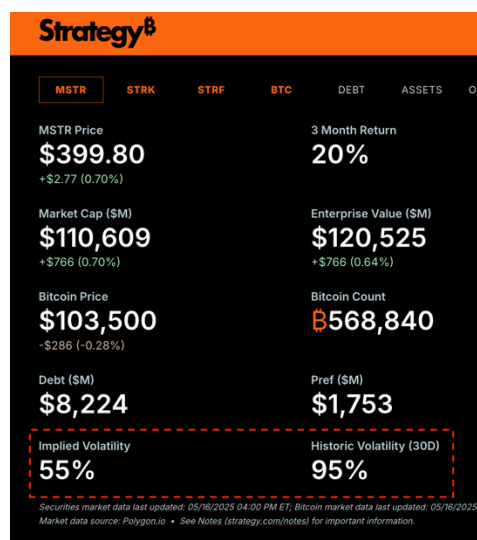 Strategy₿
MSTR STRK STRF BTC DEBT ASSETS O
MSTR Price 3 Month Return
$399.80 20%
+$2.77 (0.70%)
Market Cap ($M) Enterprise Value ($M)
$110,609 $120,525
+$766 (0.70%) +$766 (0.64%)
Bitcoin Price Bitcoin Count
$103,500 ₿568,840
-$286 (-0.28%)
Debt ($M) Pref ($M)
$8,224 $1,753
Implied Volatility Historic Volatility (30D)
55% 95%
Securities market data last updated: 05/16/2025 04:00 PM ET; Bitcoin market data last updated: 05/16/2025
Market data source: Polygon.io • See Notes (strategy.com/notes) for important information.